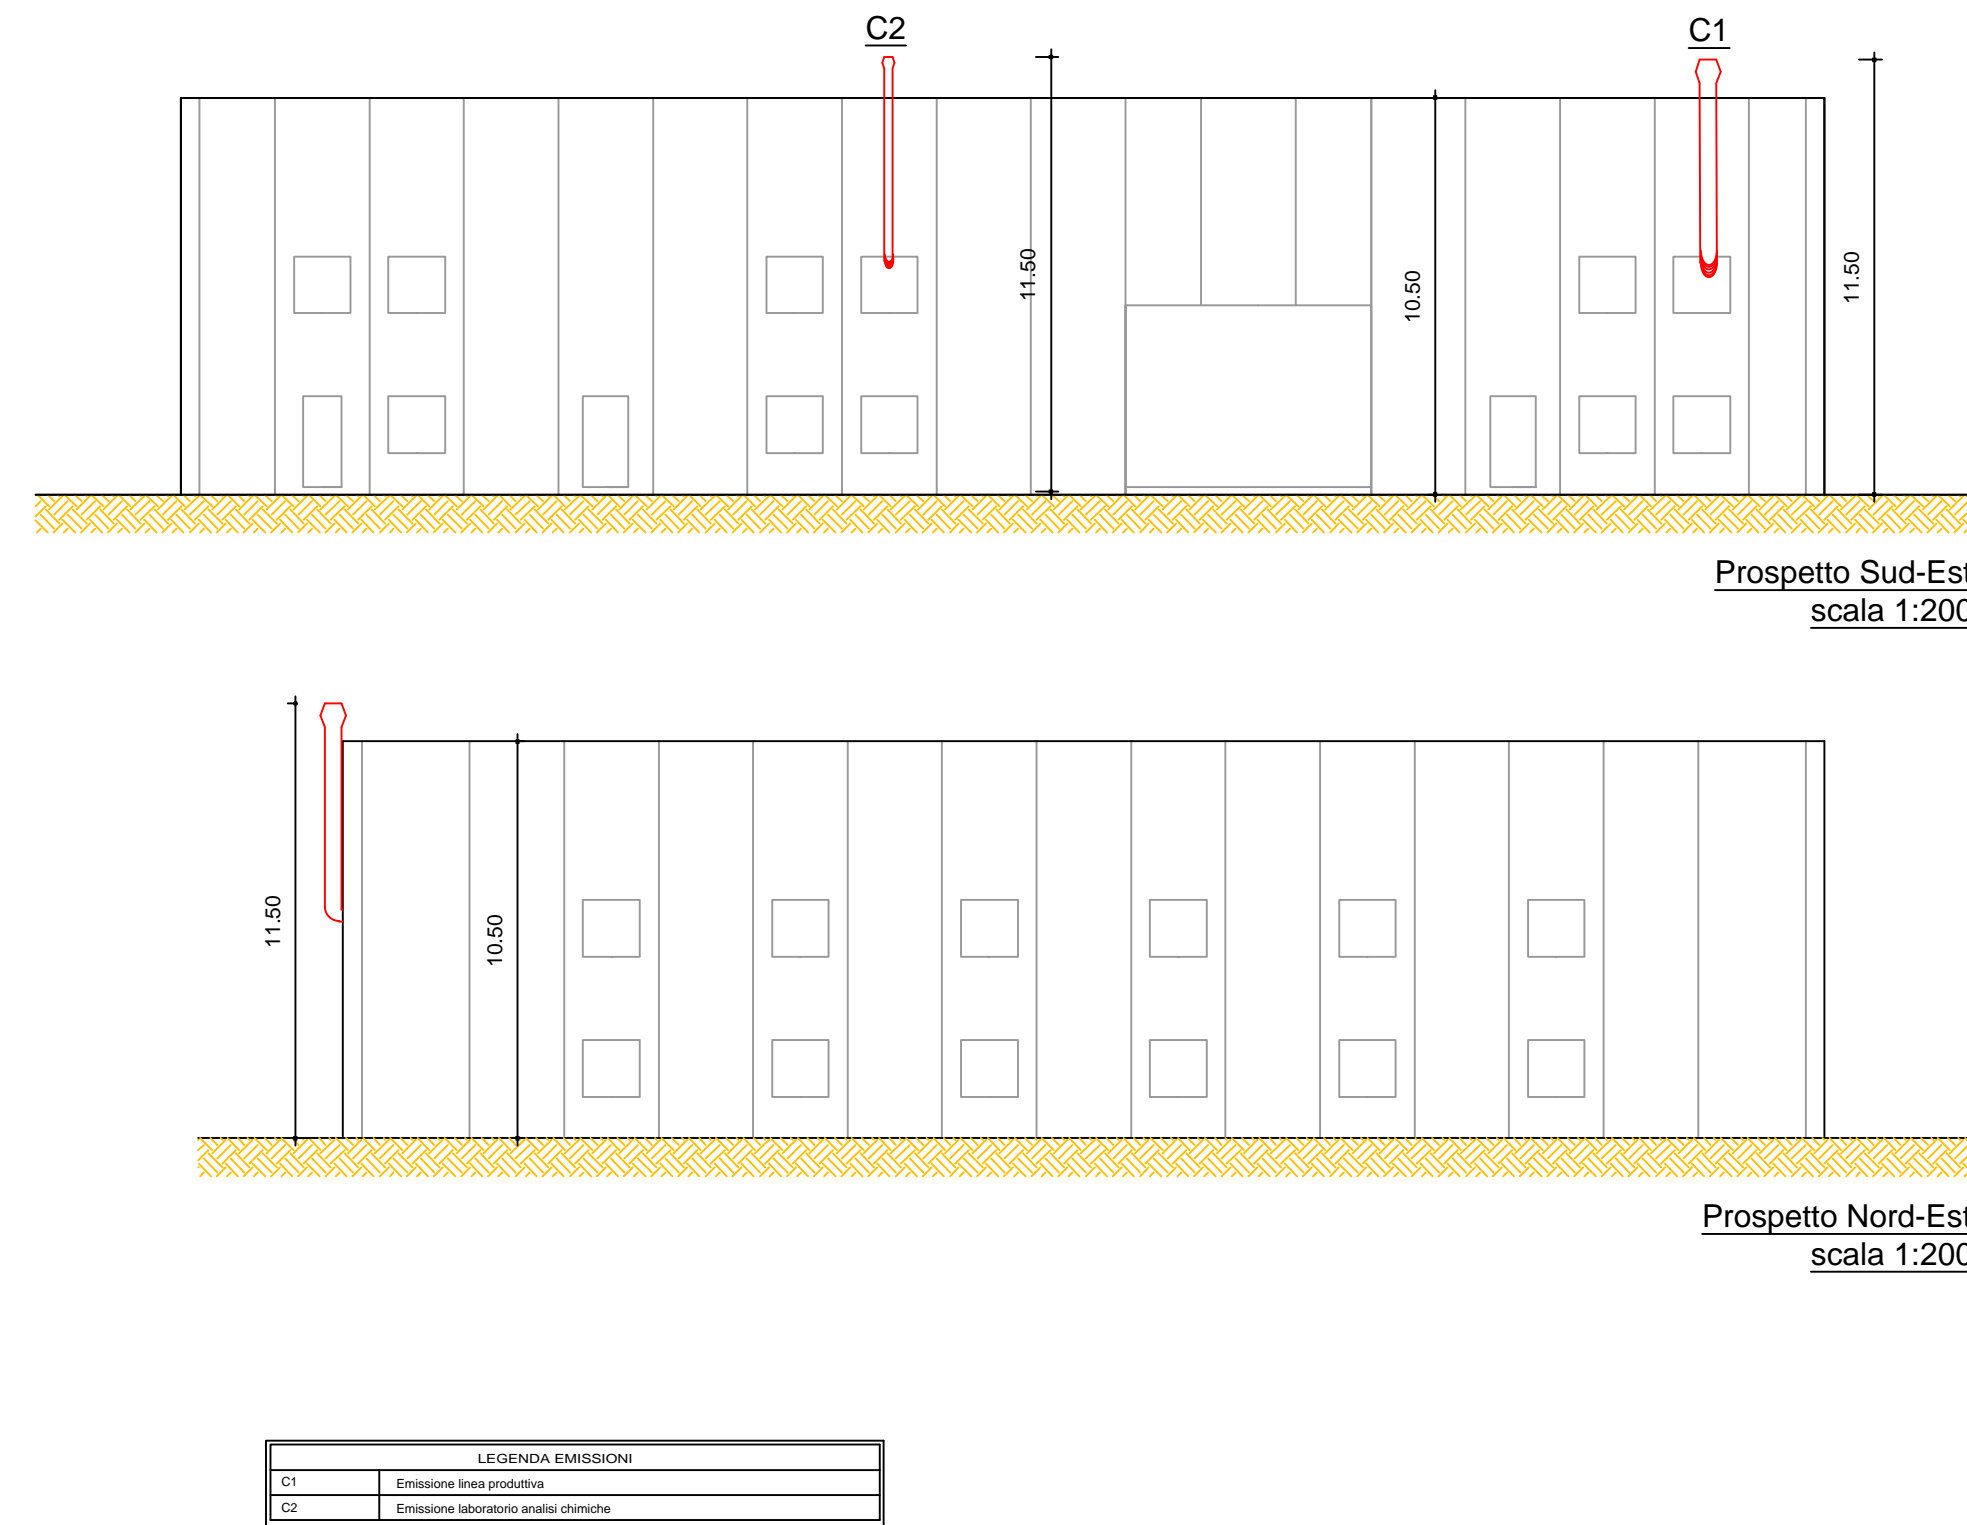 C2
C1
11.50
10.50
11.50
Prospetto Sud-Est
scala 1:200
11.50
10.50
Prospetto Nord-Est
scala 1:200
LEGENDA EMISSIONI
C1 Emissione linea produttiva
C2 Emissione laboratorio analisi chimiche